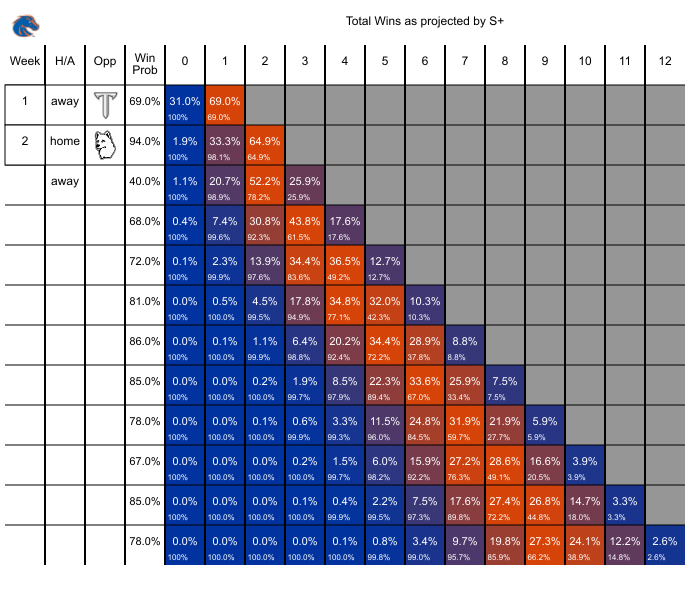 Total Wins as projected by S+
Week H/A Opp Win Prob 0 1 2 3 4 5 6 7 8 9 10 11 12
1 away T 69.0% 31.0% 69.0%
100% 69.0%
2 home 94.0% 1.9% 33.3% 64.9%
100% 98.1% 64.9%
away 40.0% 1.1% 20.7% 52.2% 25.9%
100% 98.9% 78.2% 25.9%
68.0% 0.4% 7.4% 30.8% 43.8% 17.6%
100% 99.6% 92.3% 61.5% 17.6%
72.0% 0.1% 2.3% 13.9% 34.4% 36.5% 12.7%
100% 99.9% 97.6% 83.6% 49.2% 12.7%
81.0% 0.0% 0.5% 4.5% 17.8% 34.8% 32.0% 10.3%
100% 100.0% 99.5% 94.9% 77.1% 42.3% 10.3%
86.0% 0.0% 0.1% 1.1% 6.4% 20.2% 34.4% 28.9% 8.8%
100% 100.0% 99.9% 98.8% 92.4% 72.2% 37.8% 8.8%
85.0% 0.0% 0.0% 0.2% 1.9% 8.5% 22.3% 33.6% 25.9% 7.5%
100% 100.0% 100.0% 99.7% 97.9% 89.4% 67.0% 33.4% 7.5%
78.0% 0.0% 0.0% 0.1% 0.6% 3.3% 11.5% 24.8% 31.9% 21.9% 5.9%
100% 100.0% 100.0% 99.9% 99.3% 96.0% 84.5% 59.7% 27.7% 5.9%
67.0% 0.0% 0.0% 0.0% 0.2% 1.5% 6.0% 15.9% 27.2% 28.6% 16.6% 3.9%
100% 100.0% 100.0% 100.0% 99.7% 98.2% 92.2% 76.3% 49.1% 20.5% 3.9%
85.0% 0.0% 0.0% 0.0% 0.1% 0.4% 2.2% 7.5% 17.6% 27.4% 26.8% 14.7% 3.3%
100% 100.0% 100.0% 100.0% 99.9% 99.5% 97.3% 89.8% 72.2% 44.8% 18.0% 3.3%
78.0% 0.0% 0.0% 0.0% 0.0% 0.1% 0.8% 3.4% 9.7% 19.8% 27.3% 24.1% 12.2% 2.6%
100% 100.0% 100.0% 100.0% 100.0% 99.8% 99.0% 95.7% 85.9% 66.2% 38.9% 14.8% 2.6%